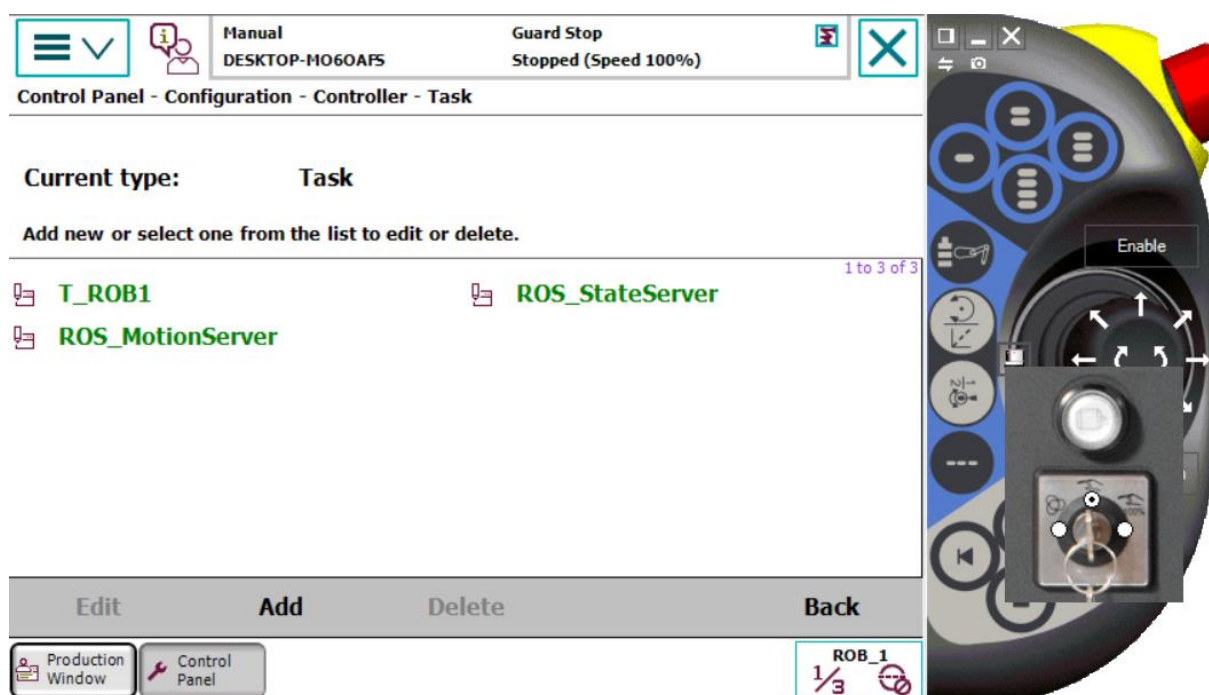 Manual
DESKTOP-MO6OAF5
Guard Stop
Stopped (Speed 100%)
Control Panel - Configuration - Controller - Task
Current type: Task
Add new or select one from the list to edit or delete.
1 to 3 of 3
T_ROB1
ROS_StateServer
ROS_MotionServer
Enable
Edit
Add
Delete
Back
Production
Window
Control
Panel
ROB_1
1/3